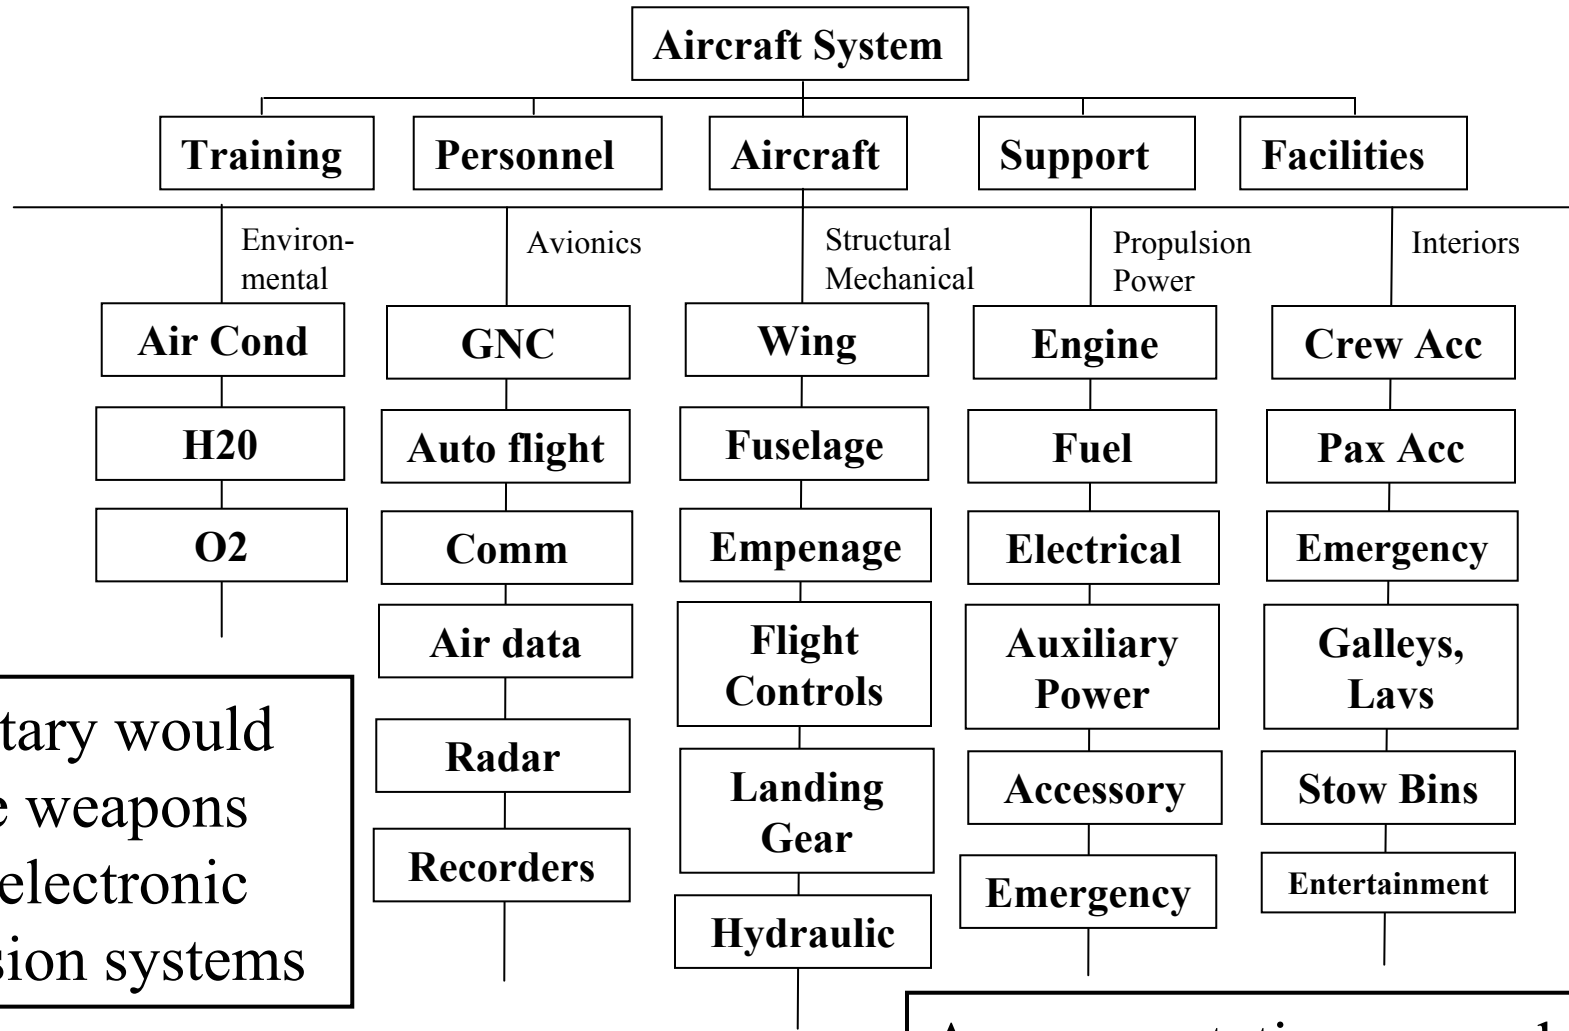 Aircraft System
Training
Personnel
Aircraft
Support
Facilities
Environ-
mental
Avionics
Structural
Mechanical
Propulsion
Power
Interiors
Air Cond
H20
O2
GNC
Auto flight
Comm
Air data
Radar
Recorders
Wing
Fuselage
Empenage
Flight
Controls
Landing
Gear
Hydraulic
Engine
Fuel
Electrical
Auxiliary
Power
Accessory
Emergency
Crew Acc
Pax Acc
Emergency
Galleys,
Lavs
Stow Bins
Entertainment
would
weapons
electronic
systems